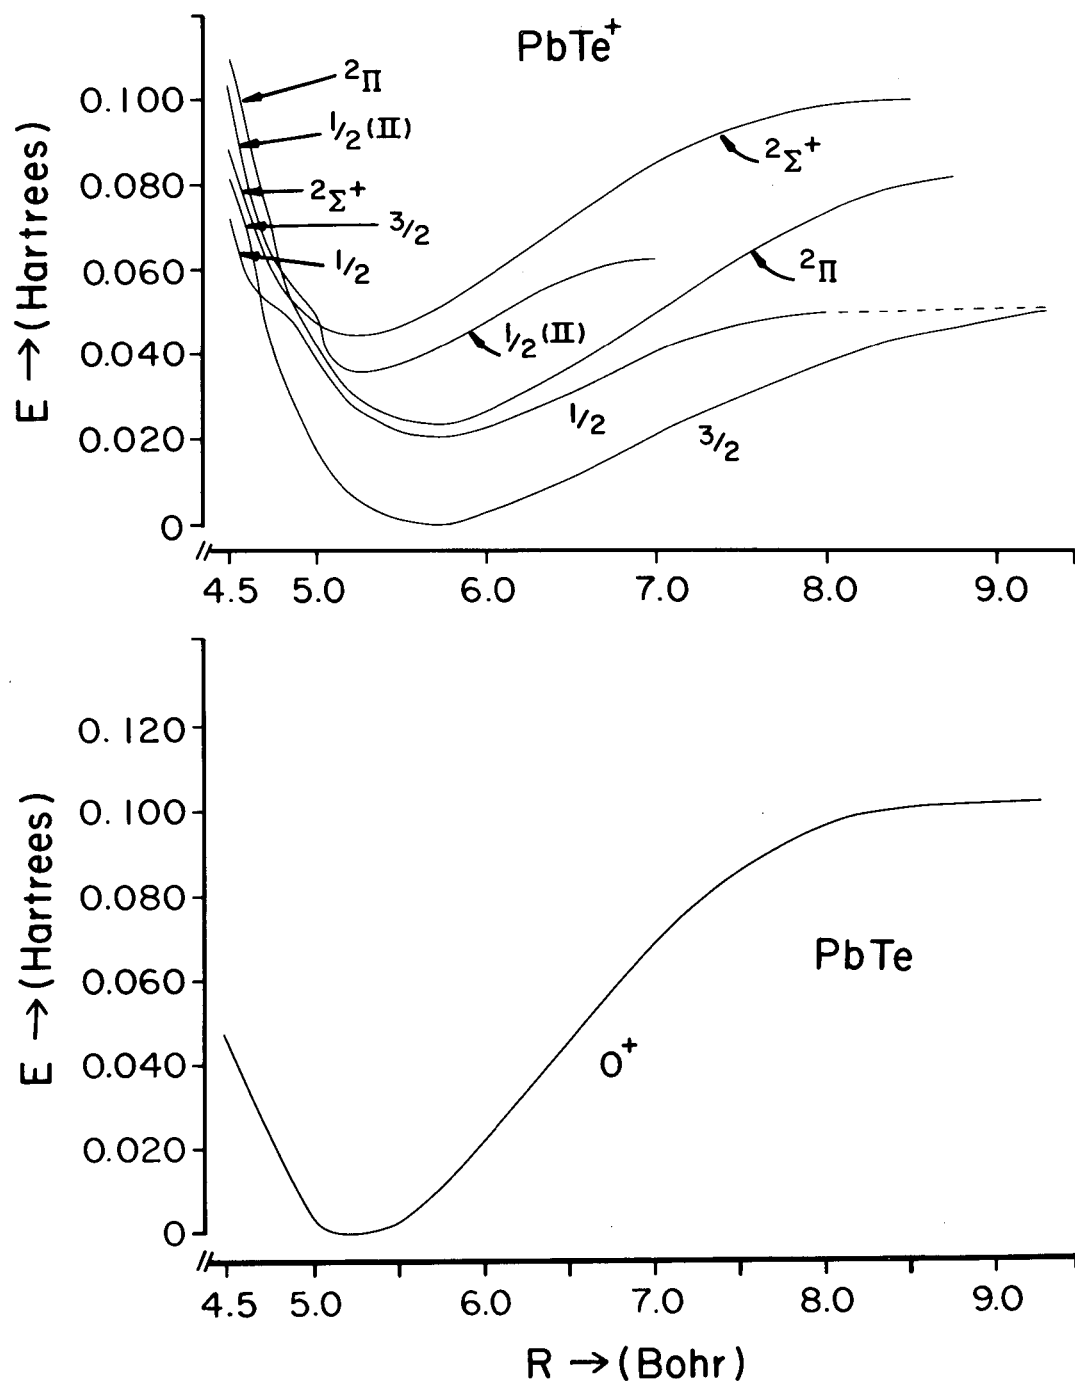 PbTe⁺
E → (Hartrees)
0.100
0.080
0.060
0.040
0.020
0
²Π
1/2 (II)
²Σ⁺
3/2
1/2
²Σ⁺
²Π
1/2 (II)
1/2
3/2
4.5 5.0 6.0 7.0 8.0 9.0
E → (Hartrees)
0.120
0.100
0.080
0.060
0.040
0.020
0
PbTe
0⁺
4.5 5.0 6.0 7.0 8.0 9.0
R → (Bohr)